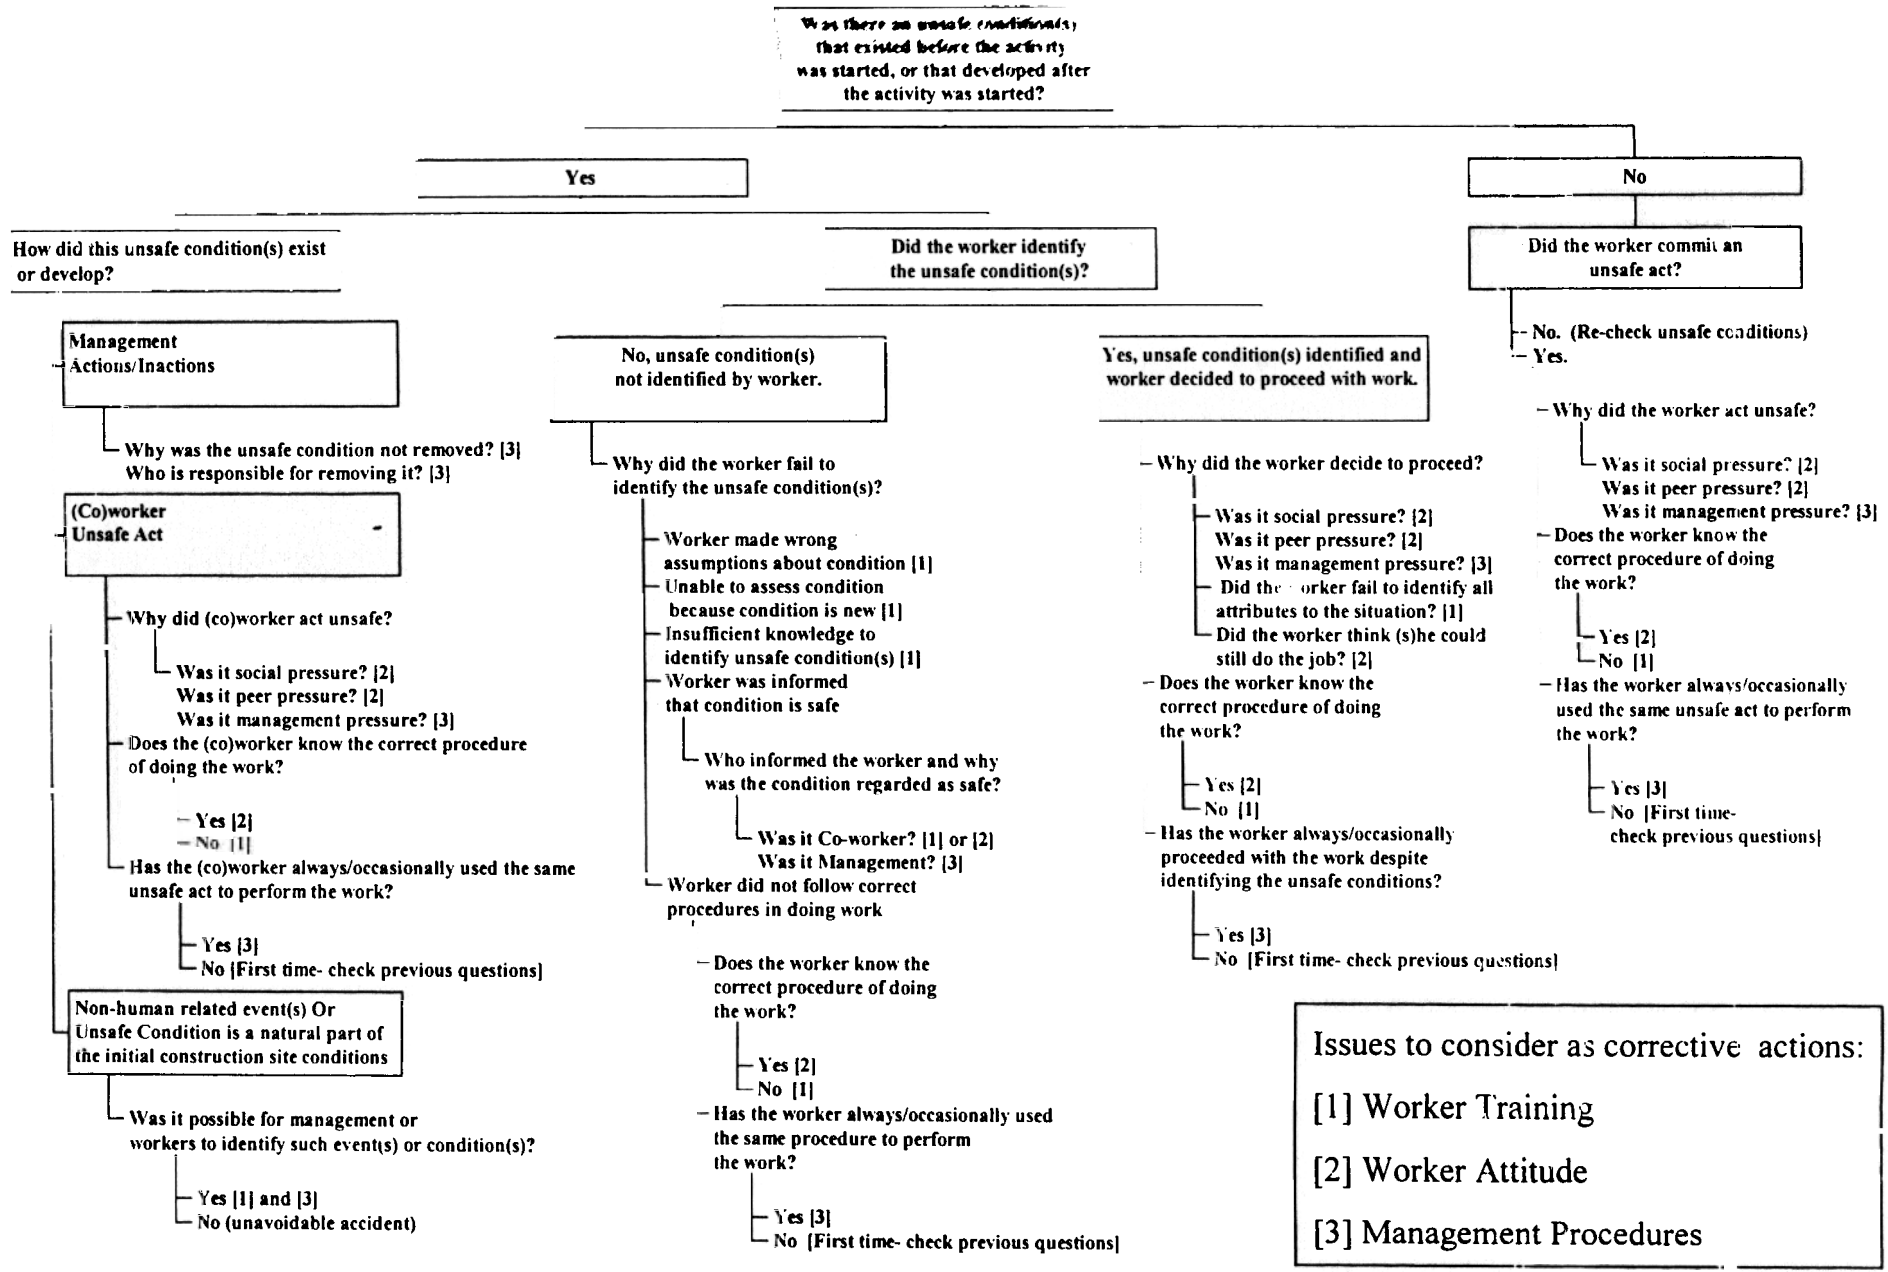 Was there an unsafe condition(s)
that existed before the activity
was started, or that developed after
the activity was started?
Yes
No
How did this unsafe condition(s) exist
or develop?
Did the worker identify
the unsafe condition(s)?
Did the worker commit an
unsafe act?
No. (Re-check unsafe conditions)
Yes.
Management
Actions/Inactions
Why was the unsafe condition not removed? [3]
Who is responsible for removing it? [3]
(Co)worker
Unsafe Act
Why did (co)worker act unsafe?
Was it social pressure? [2]
Was it peer pressure? [2]
Was it management pressure? [3]
Does the (co)worker know the correct procedure
of doing the work?
Yes [2]
No [1]
Has the (co)worker always/occasionally used the same
unsafe act to perform the work?
Yes [3]
No [First time- check previous questions]
Non-human related event(s) Or
Unsafe Condition is a natural part of
the initial construction site conditions
Was it possible for management or
workers to identify such event(s) or condition(s)?
Yes [1] and [3]
No (unavoidable accident)
No, unsafe condition(s)
not identified by worker.
Why did the worker fail to
identify the unsafe condition(s)?
Worker made wrong
assumptions about condition [1]
Unable to assess condition
because condition is new [1]
Insufficient knowledge to
identify unsafe condition(s) [1]
Worker was informed
that condition is safe
Who informed the worker and why
was the condition regarded as safe?
Was it Co-worker? [1] or [2]
Was it Management? [3]
Worker did not follow correct
procedures in doing work
Does the worker know the
correct procedure of doing
the work?
Yes [2]
No [1]
Has the worker always/occasionally used
the same procedure to perform
the work?
Yes [3]
No [First time- check previous questions]
Yes, unsafe condition(s) identified and
worker decided to proceed with work.
Why did the worker decide to proceed?
Was it social pressure? [2]
Was it peer pressure? [2]
Was it management pressure? [3]
Did the worker fail to identify all
attributes to the situation? [1]
Did the worker think (s)he could
still do the job? [2]
Does the worker know the
correct procedure of doing
the work?
Yes [2]
No [1]
Has the worker always/occasionally
proceeded with the work despite
identifying the unsafe conditions?
Yes [3]
No [First time- check previous questions]
Why did the worker act unsafe?
Was it social pressure? [2]
Was it peer pressure? [2]
Was it management pressure? [3]
Does the worker know the
correct procedure of doing
the work?
Yes [2]
No [1]
Has the worker always/occasionally
used the same unsafe act to perform
the work?
Yes [3]
No [First time-
check previous questions]
Issues to consider as corrective actions:
[1] Worker Training
[2] Worker Attitude
[3] Management Procedures